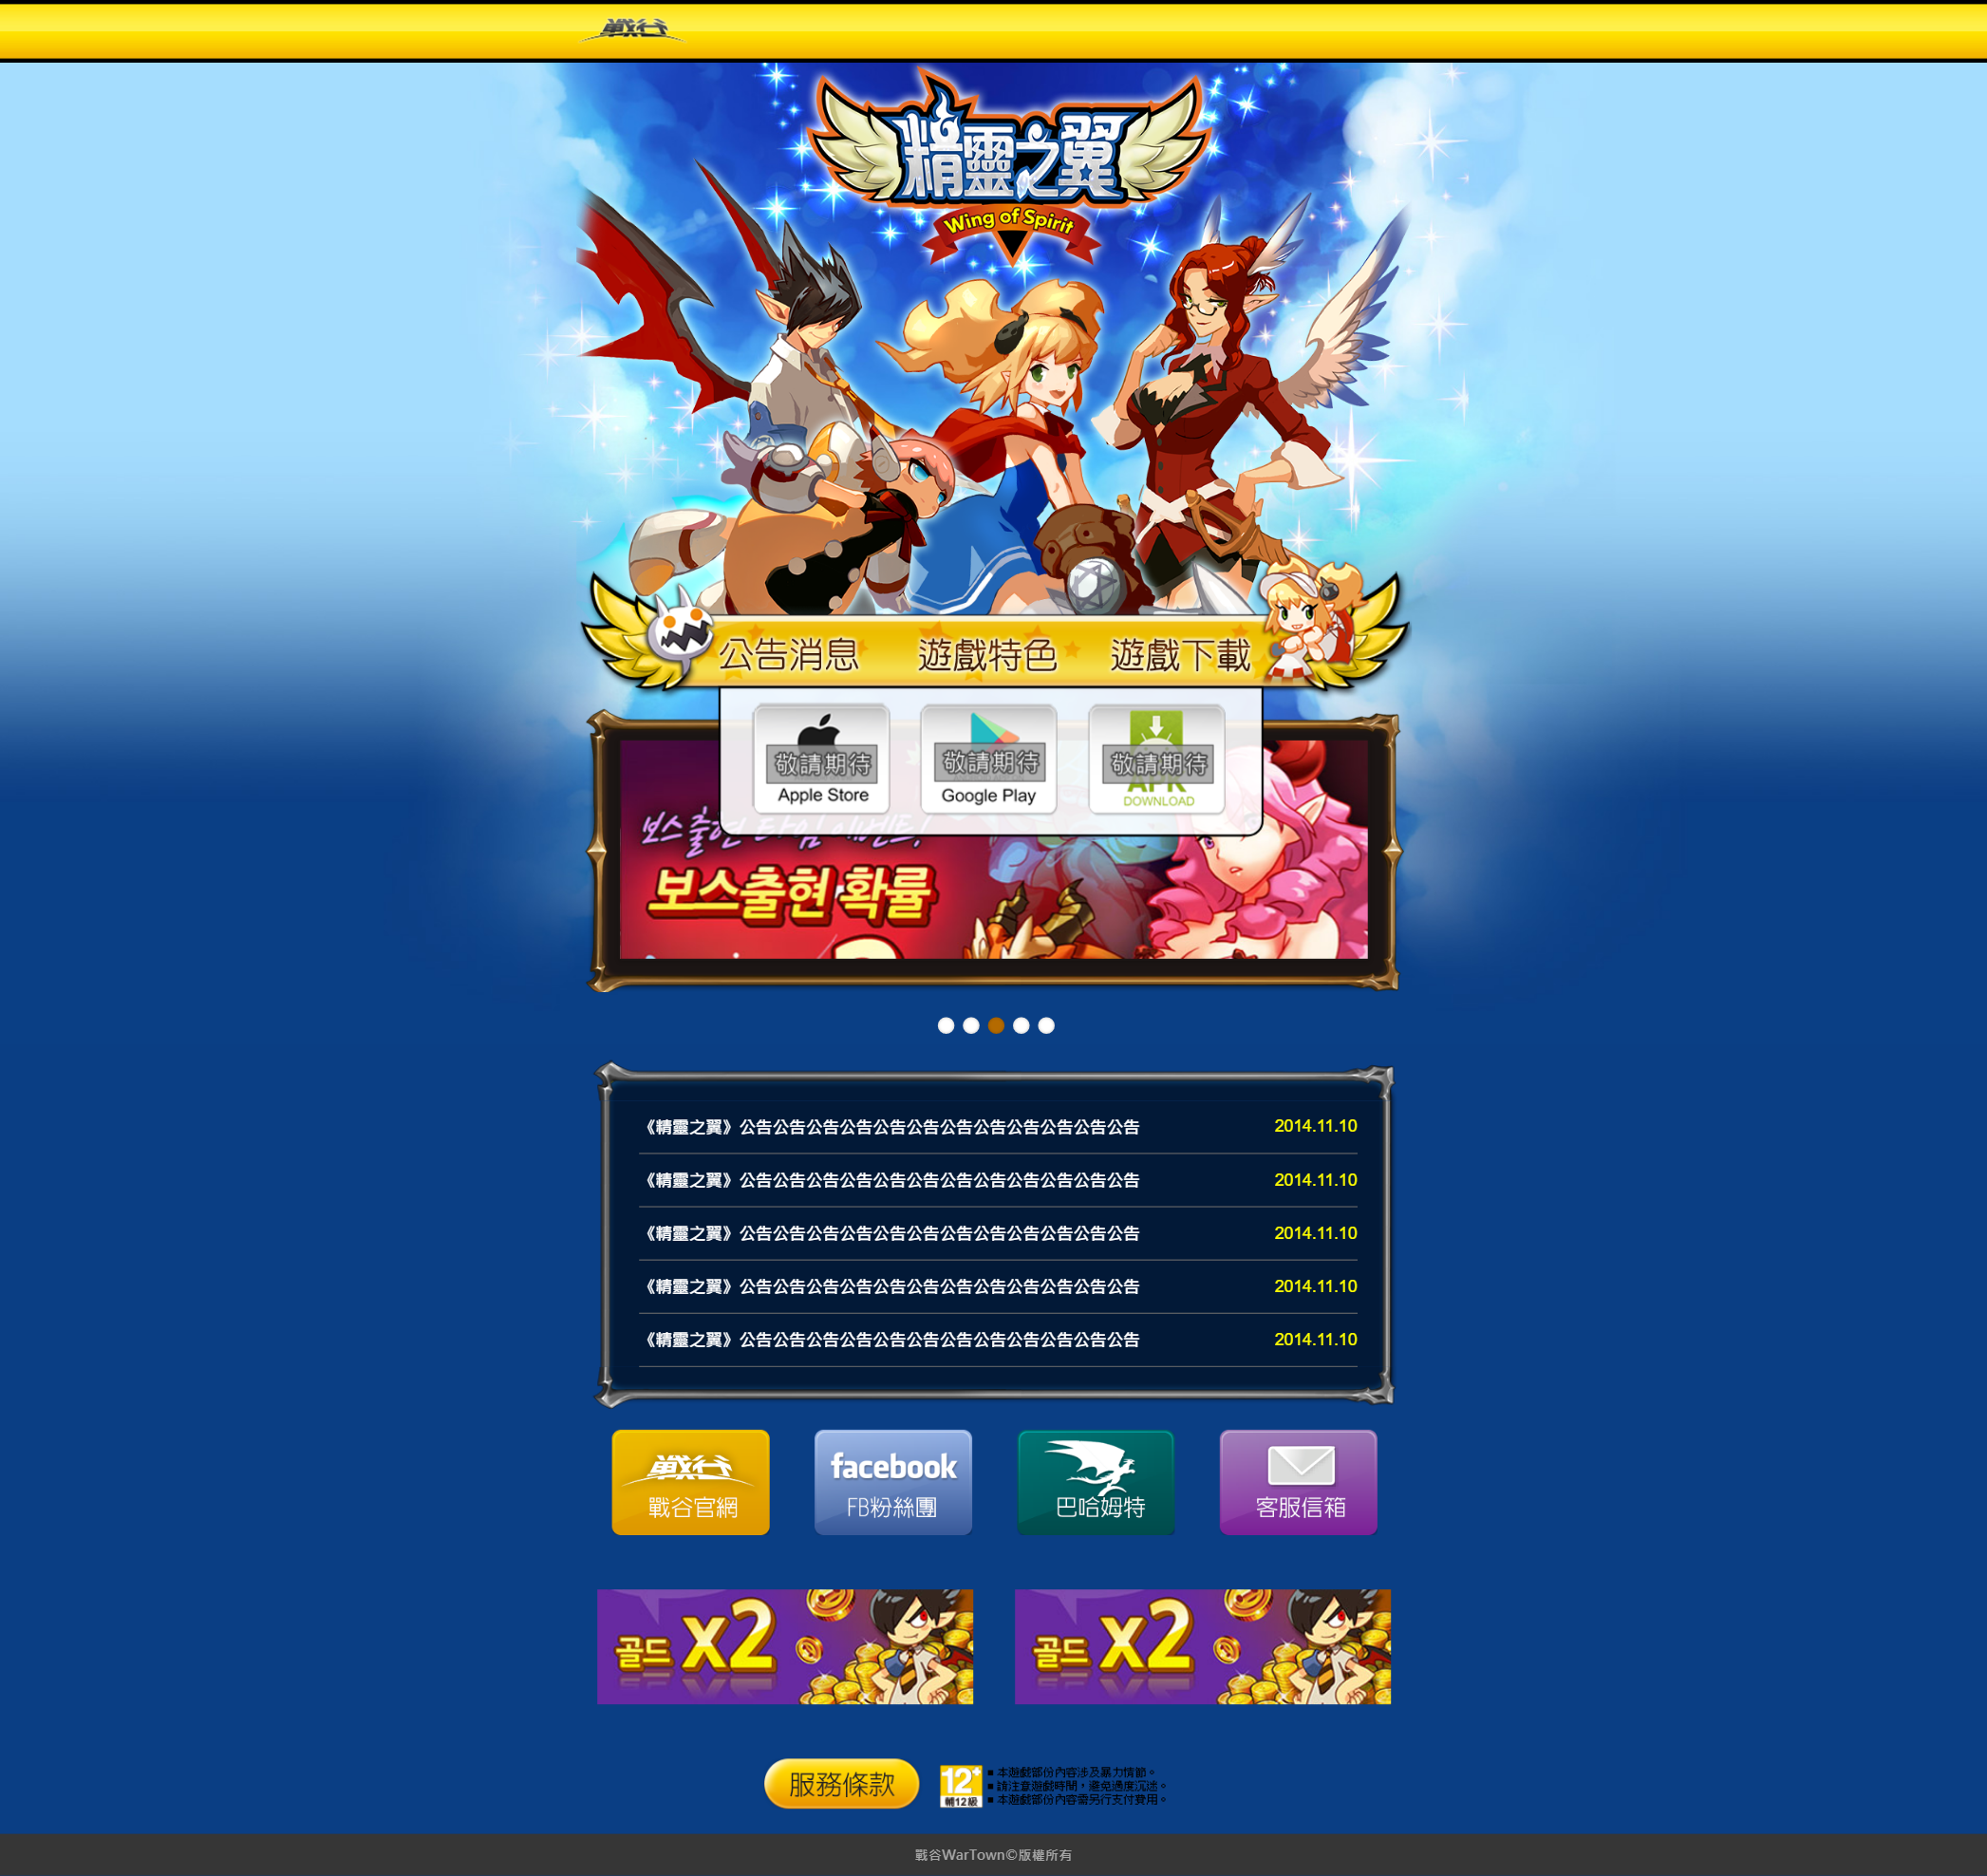 戰谷
精靈之翼
Wing of Spirit
公告消息 遊戲特色 遊戲下載
敬請期待 敬請期待 敬請期待
Apple Store Google Play APK DOWNLOAD
보스출현 타임 이벤트!
보스출현 확률
《精靈之翼》公告公告公告公告公告公告公告公告公告公告公告公告 2014.11.10
《精靈之翼》公告公告公告公告公告公告公告公告公告公告公告公告 2014.11.10
《精靈之翼》公告公告公告公告公告公告公告公告公告公告公告公告 2014.11.10
《精靈之翼》公告公告公告公告公告公告公告公告公告公告公告公告 2014.11.10
《精靈之翼》公告公告公告公告公告公告公告公告公告公告公告公告 2014.11.10
戰谷 facebook
戰谷官網 FB粉絲團 巴哈姆特 客服信箱
골드 x2 골드 x2
服務條款
12+
輔12級
■ 本遊戲部份內容涉及暴力情節。
■ 請注意遊戲時間，避免過度沉迷。
■ 本遊戲部份內容需另行支付費用。
戰谷WarTown©版權所有